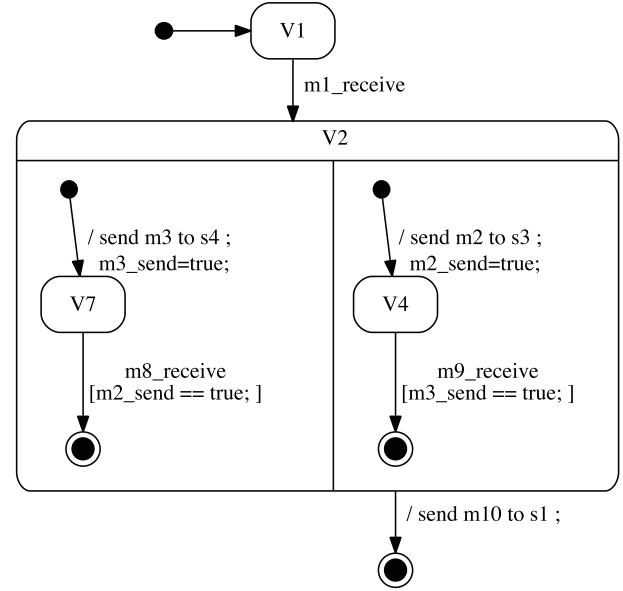 V1
m1_receive
V2
/ send m3 to s4 ;
m3_send=true;
V7
m8_receive
[m2_send == true; ]
/ send m2 to s3 ;
m2_send=true;
V4
m9_receive
[m3_send == true; ]
/ send m10 to s1 ;